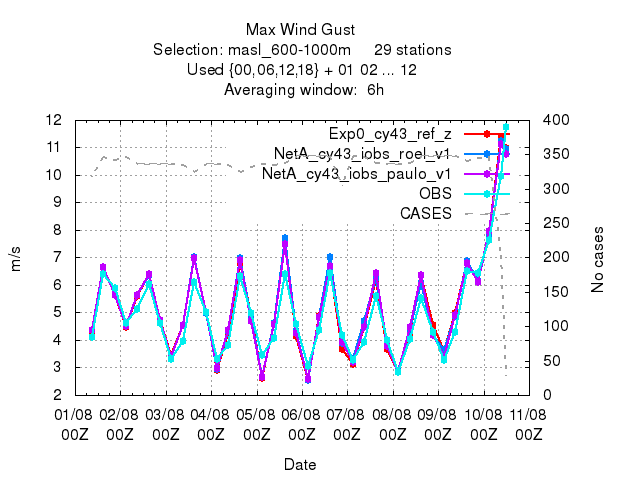 Max Wind Gust
Selection: masl_600-1000m 29 stations
Used {00,06,12,18} + 01 02 ... 12
Averaging window: 6h
Exp0_cy43_ref_z
NetA_cy43_iobs_roel_v1
NetA_cy43_iobs_paulo_v1
OBS
CASES
12
11
10
9
8
7
6
5
4
3
2
m/s
400
350
300
250
200
150
100
50
0
No cases
01/08 02/08 03/08 04/08 05/08 06/08 07/08 08/08 09/08 10/08 11/08
00Z 00Z 00Z 00Z 00Z 00Z 00Z 00Z 00Z 00Z 00Z
Date